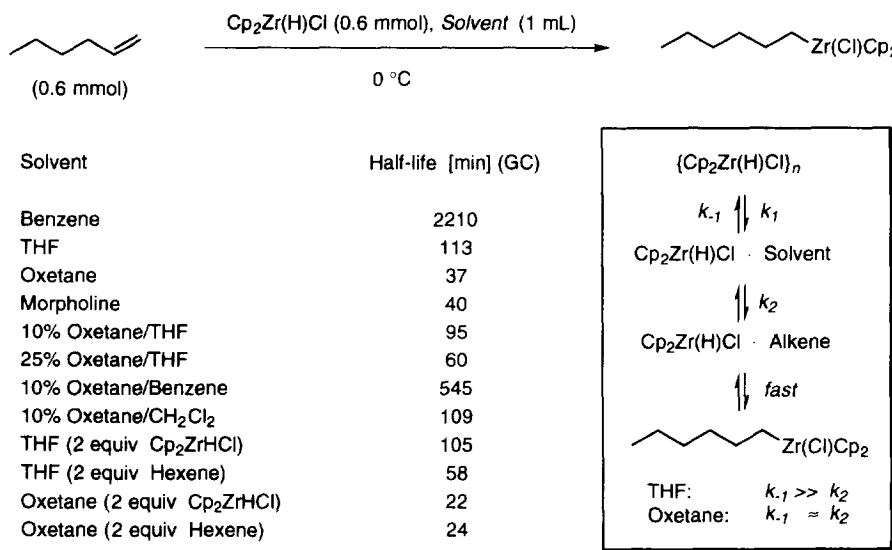 Cp₂Zr(H)Cl (0.6 mmol), Solvent (1 mL)
Zr(Cl)Cp₂
(0.6 mmol)
0 °C
Solvent Half-life [min] (GC)
Benzene 2210
THF 113
Oxetane 37
Morpholine 40
10% Oxetane/THF 95
25% Oxetane/THF 60
10% Oxetane/Benzene 545
10% Oxetane/CH₂Cl₂ 109
THF (2 equiv Cp₂ZrHCl) 105
THF (2 equiv Hexene) 58
Oxetane (2 equiv Cp₂ZrHCl) 22
Oxetane (2 equiv Hexene) 24
{Cp₂Zr(H)Cl}ₙ
k₋₁ k₁
Cp₂Zr(H)Cl · Solvent
k₂
Cp₂Zr(H)Cl · Alkene
fast
Zr(Cl)Cp₂
THF: k₋₁ >> k₂
Oxetane: k₋₁ ≈ k₂